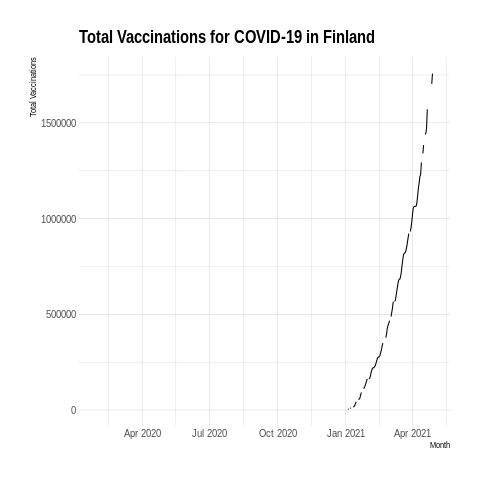 Total Vaccinations for COVID-19 in Finland
Total Vaccinations
1500000
1000000
500000
0
Apr 2020 Jul 2020 Oct 2020 Jan 2021 Apr 2021
Month